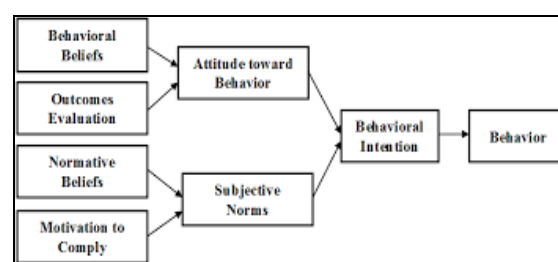 Behavioral
Beliefs
Outcomes
Evaluation
Normative
Beliefs
Motivation to
Comply
Attitude toward
Behavior
Subjective
Norms
Behavioral
Intention
Behavior